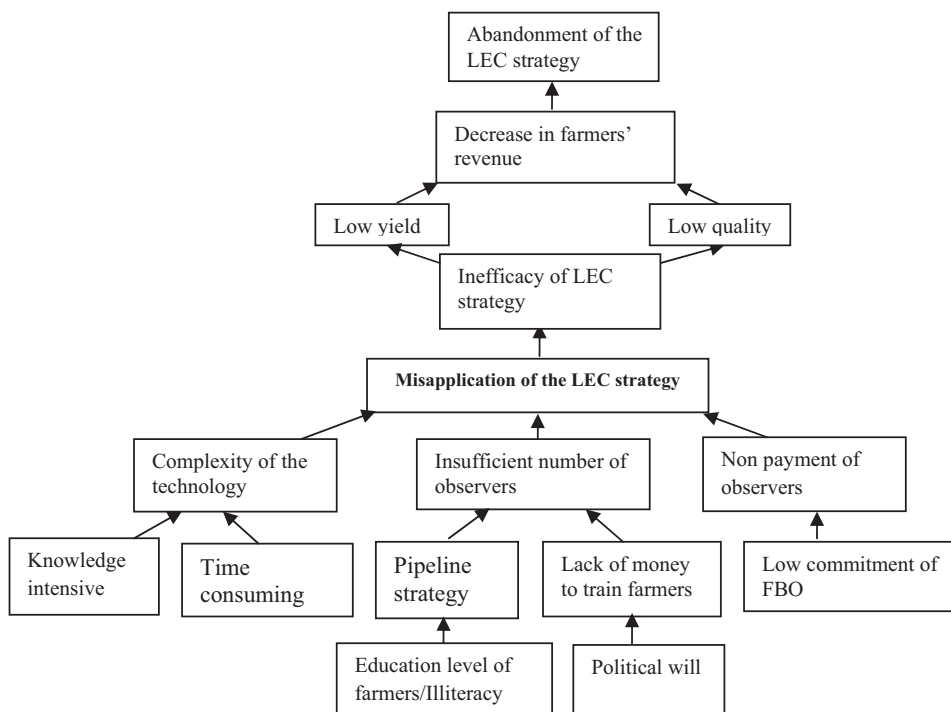 Abandonment of the
LEC strategy
Decrease in farmers’
revenue
Low yield
Low quality
Inefficacy of LEC
strategy
Misapplication of the LEC strategy
Complexity of the
technology
Insufficient number of
observers
Non payment of
observers
Knowledge
intensive
Time
consuming
Pipeline
strategy
Lack of money
to train farmers
Low commitment of
FBO
Education level of
farmers/Illiteracy
Political will